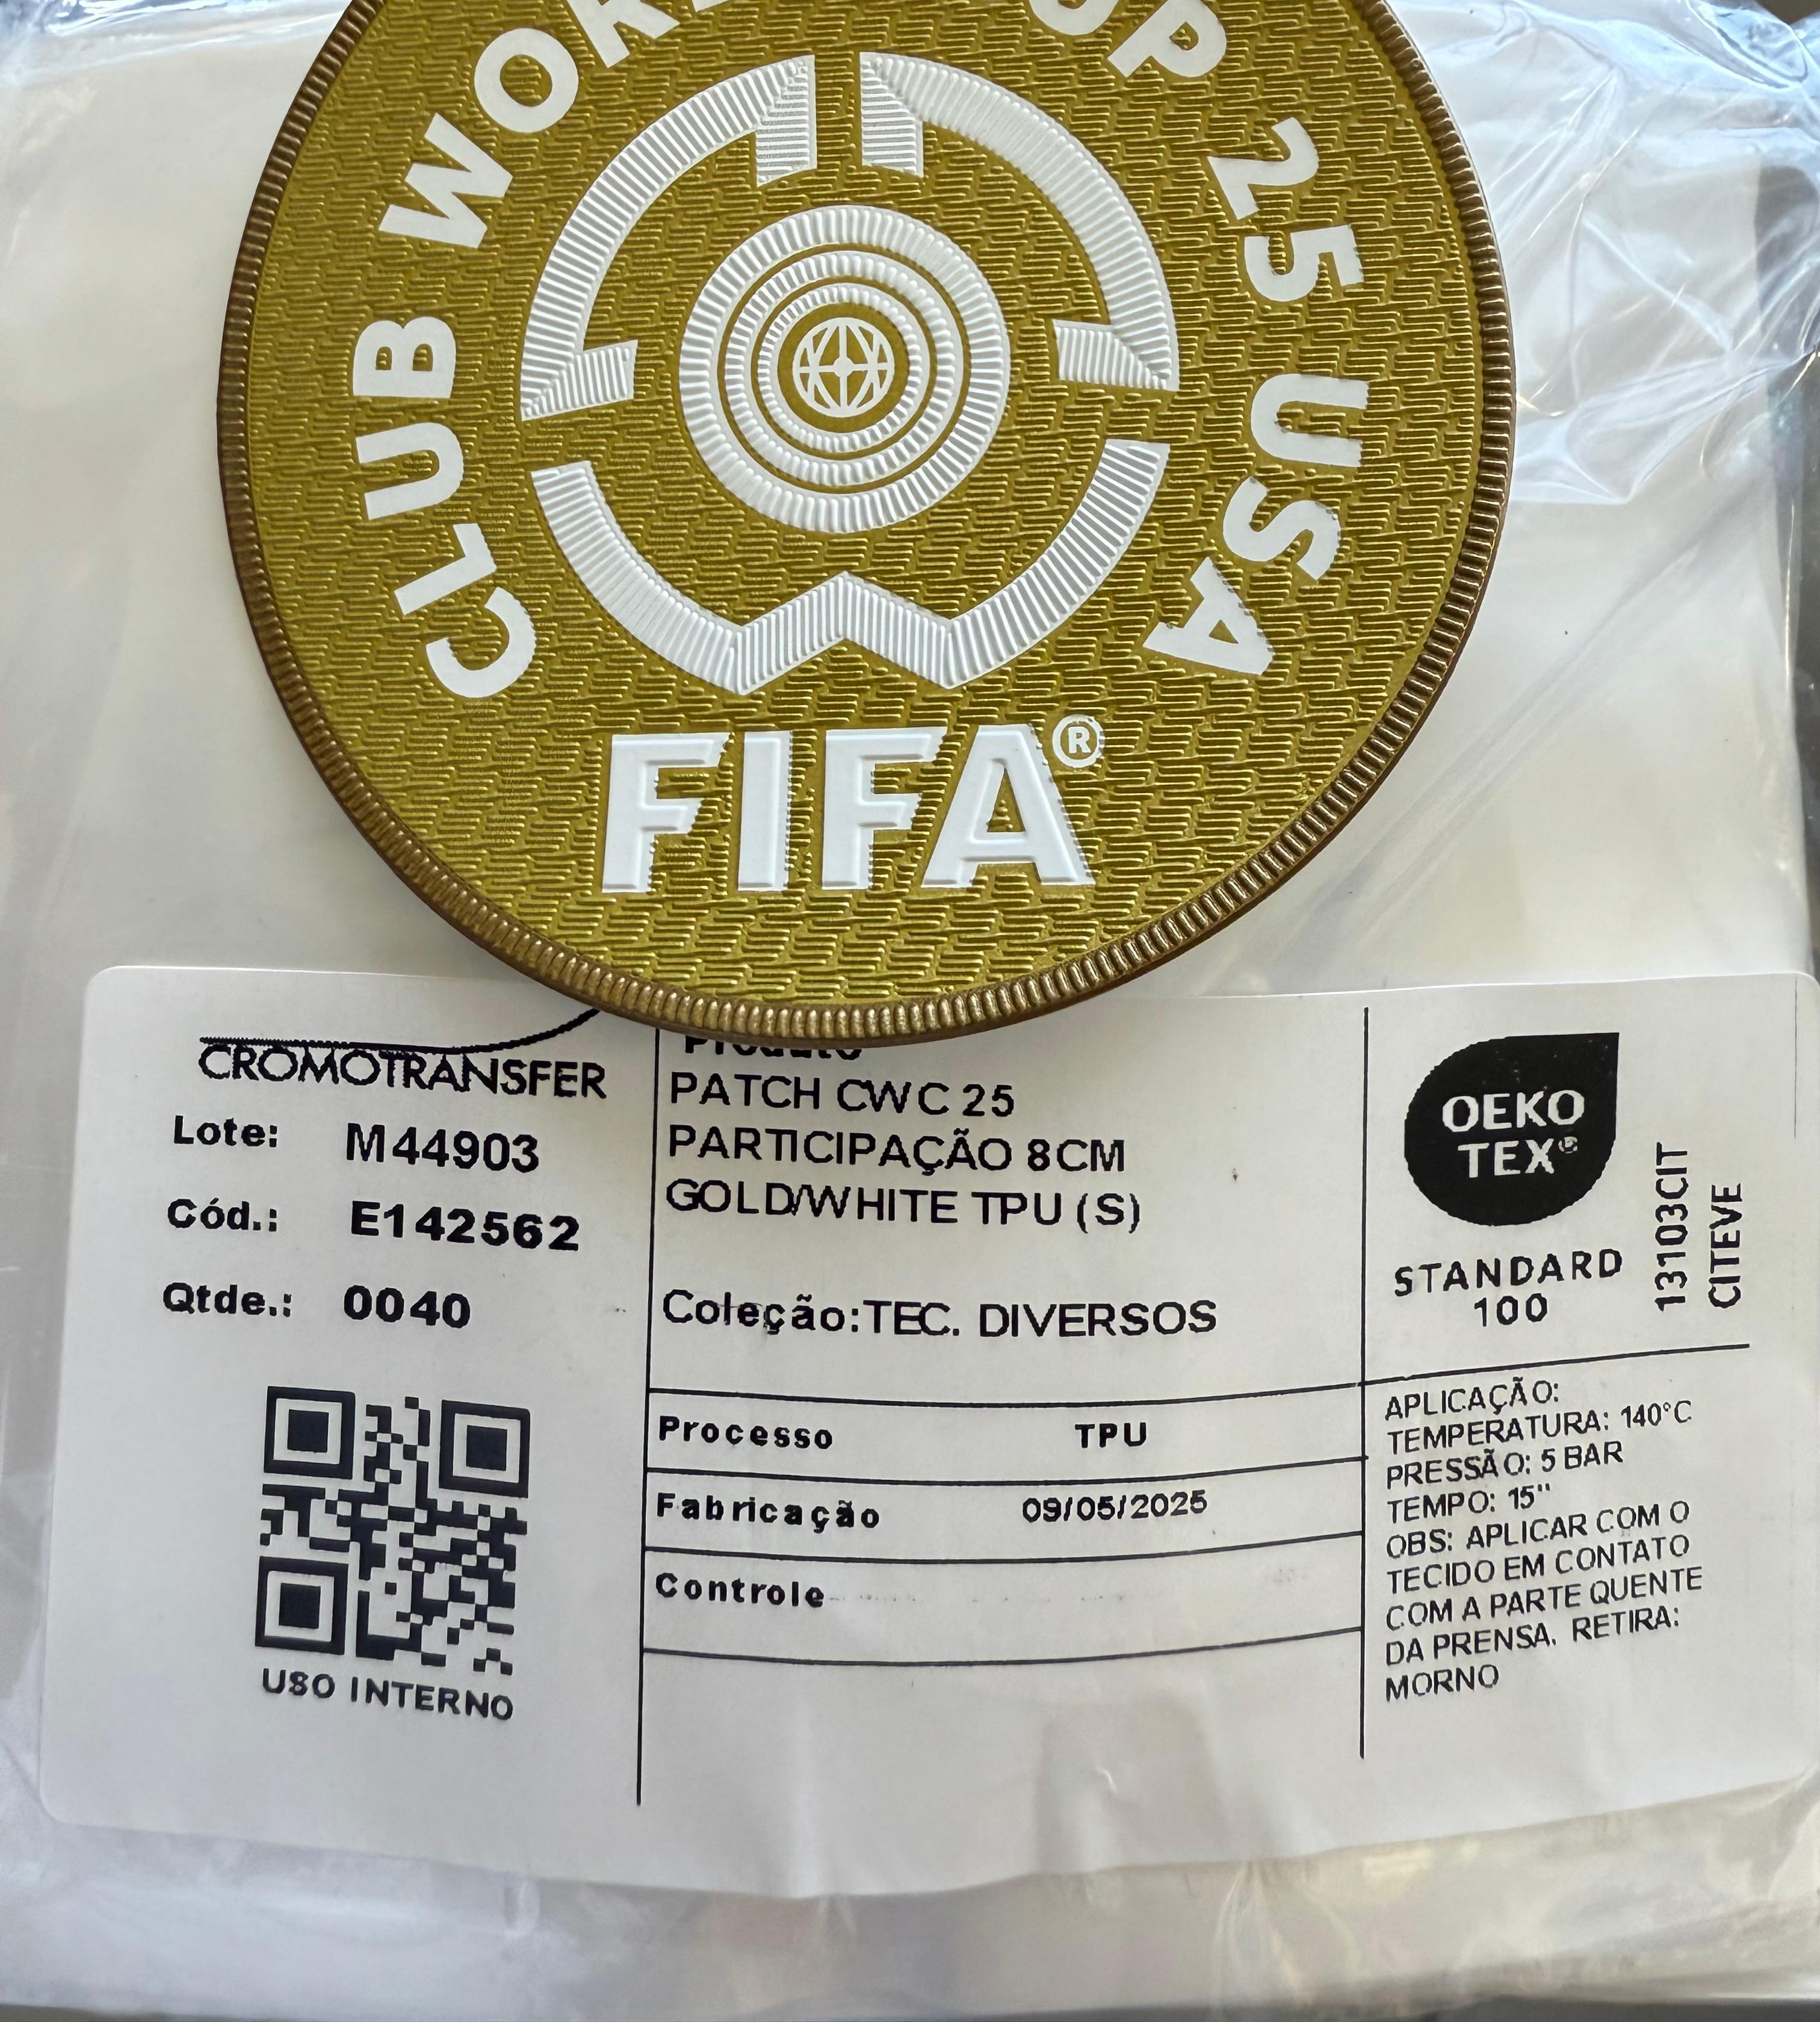 CLUB WORLD CUP 25 USA
FIFA®
CROMOTRANSFER
Lote: M44903
Cód.: E142562
Qtde.: 0040
USO INTERNO
Produto
PATCH CWC 25
PARTICIPAÇÃO 8CM
GOLD/WHITE TPU (S)
Coleção:TEC. DIVERSOS
Processo TPU
Fabricação 09/05/2025
Controle
OEKO
TEX®
STANDARD
100
13103CIT
CITEVE
APLICAÇÃO:
TEMPERATURA: 140°C
PRESSÃO: 5 BAR
TEMPO: 15"
OBS: APLICAR COM O
TECIDO EM CONTATO
COM A PARTE QUENTE
DA PRENSA. RETIRA:
MORNO